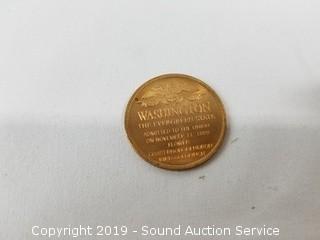 WASHINGTON
THE EVERGREEN STATE
ADMITTED TO THE UNION
ON NOVEMBER 11, 1889
FLOWER
Copyright 2019 - Sound Auction Service